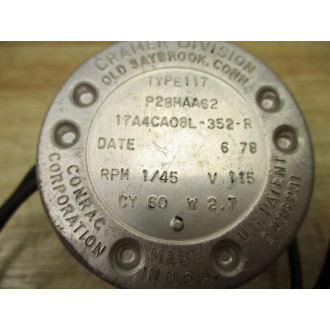 CRAMER DIVISION
OLD SAYBROOK, CONN.
TYPE 117
P28MAA62
17A4CA08L-352-R
DATE 6 78
RPM 1/45 V 115
CY 60 W 2.7
CONRAC
CORPORATION
MADE
IN U.S.A.
U.S. PATENT